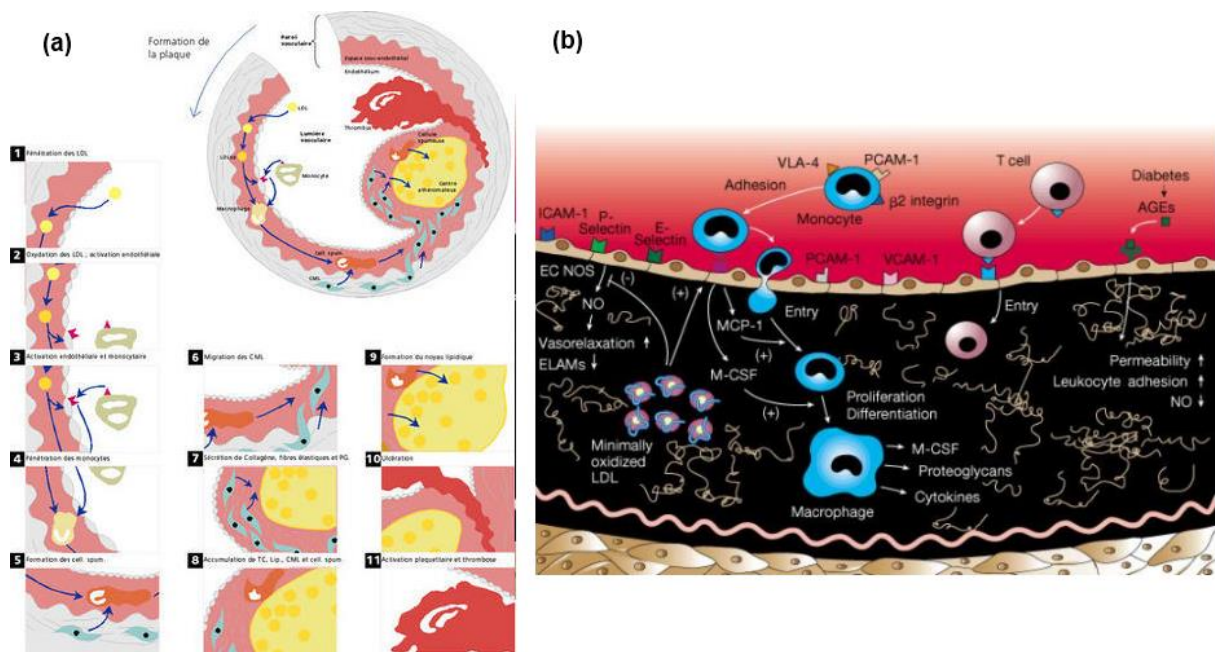 (a)
Formation de
la plaque
Paroi
vasculaire
Espace sous-endothélial
Endothélium
LDL
Thrombus
Lumière
vasculaire
Cellule
spumeuse
LDLox
Monocyte
Centre
athéromateux
Macrophage
Cell. spum.
CML
1 Pénétration des LDL
2 Oxydation des LDL ; activation endothéliale
3 Activation endothéliale et monocytaire
4 Pénétration des monocytes
5 Formation des cell. spum.
6 Migration des CML
7 Sécrétion de Collagène, fibres élastiques et PG.
8 Accumulation de TC, Lip., CML et cell. spum
9 Formation du noyau lipidique
10 Ulcération
11 Activation plaquettaire et thrombose
(b)
VLA-4
PCAM-1
T cell
Adhesion
β2 integrin
Monocyte
Diabetes
AGEs
ICAM-1
P-
Selectin
E-
Selectin
PCAM-1
VCAM-1
EC NOS
(-)
NO
(+)
MCP-1
Entry
Entry
Vasorelaxation
(+)
ELAMs
M-CSF
Permeability
Leukocyte adhesion
NO
(+)
Proliferation
Differentiation
Minimally
oxidized
LDL
M-CSF
Proteoglycans
Cytokines
Macrophage